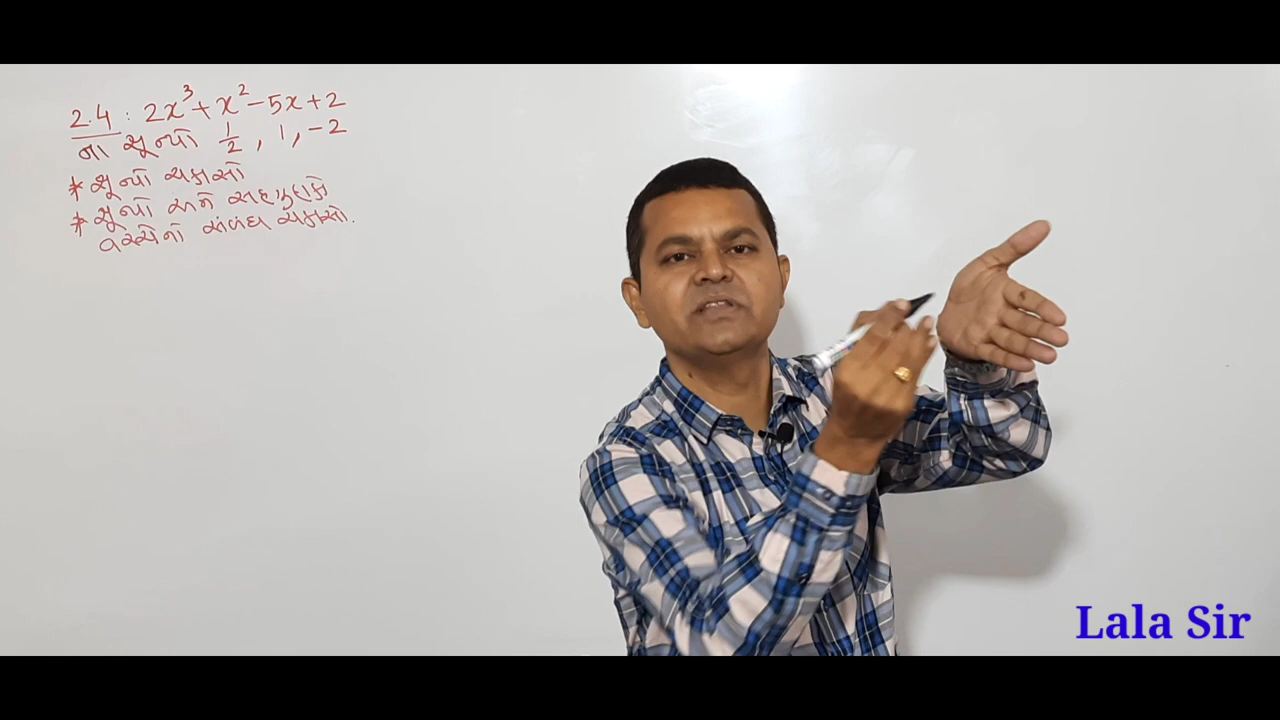 2.4 : 2x³ + x² - 5x + 2
ના શૂન્યો 1/2 , 1, -2
* શૂન્યો ચકાસો
* શૂન્યો અને સહગુણકો
વચ્ચેનો સંબંધ ચકાસો.
Lala Sir